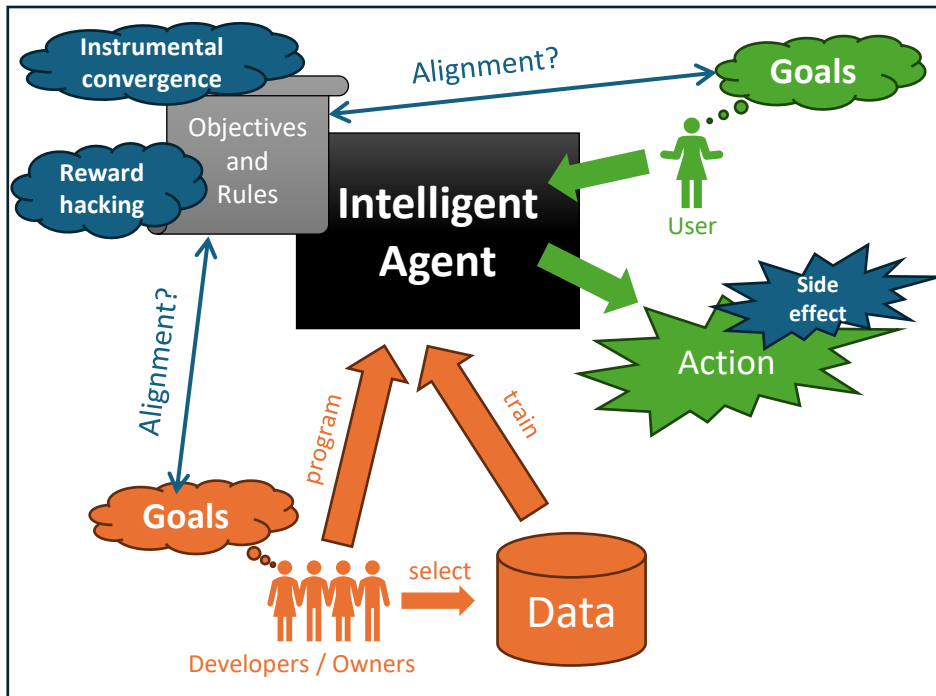 Instrumental
convergence
Alignment?
Goals
Objectives
and
Rules
Reward
hacking
Intelligent
Agent
User
Side
effect
Action
Alignment?
program
train
Goals
select
Data
Developers / Owners